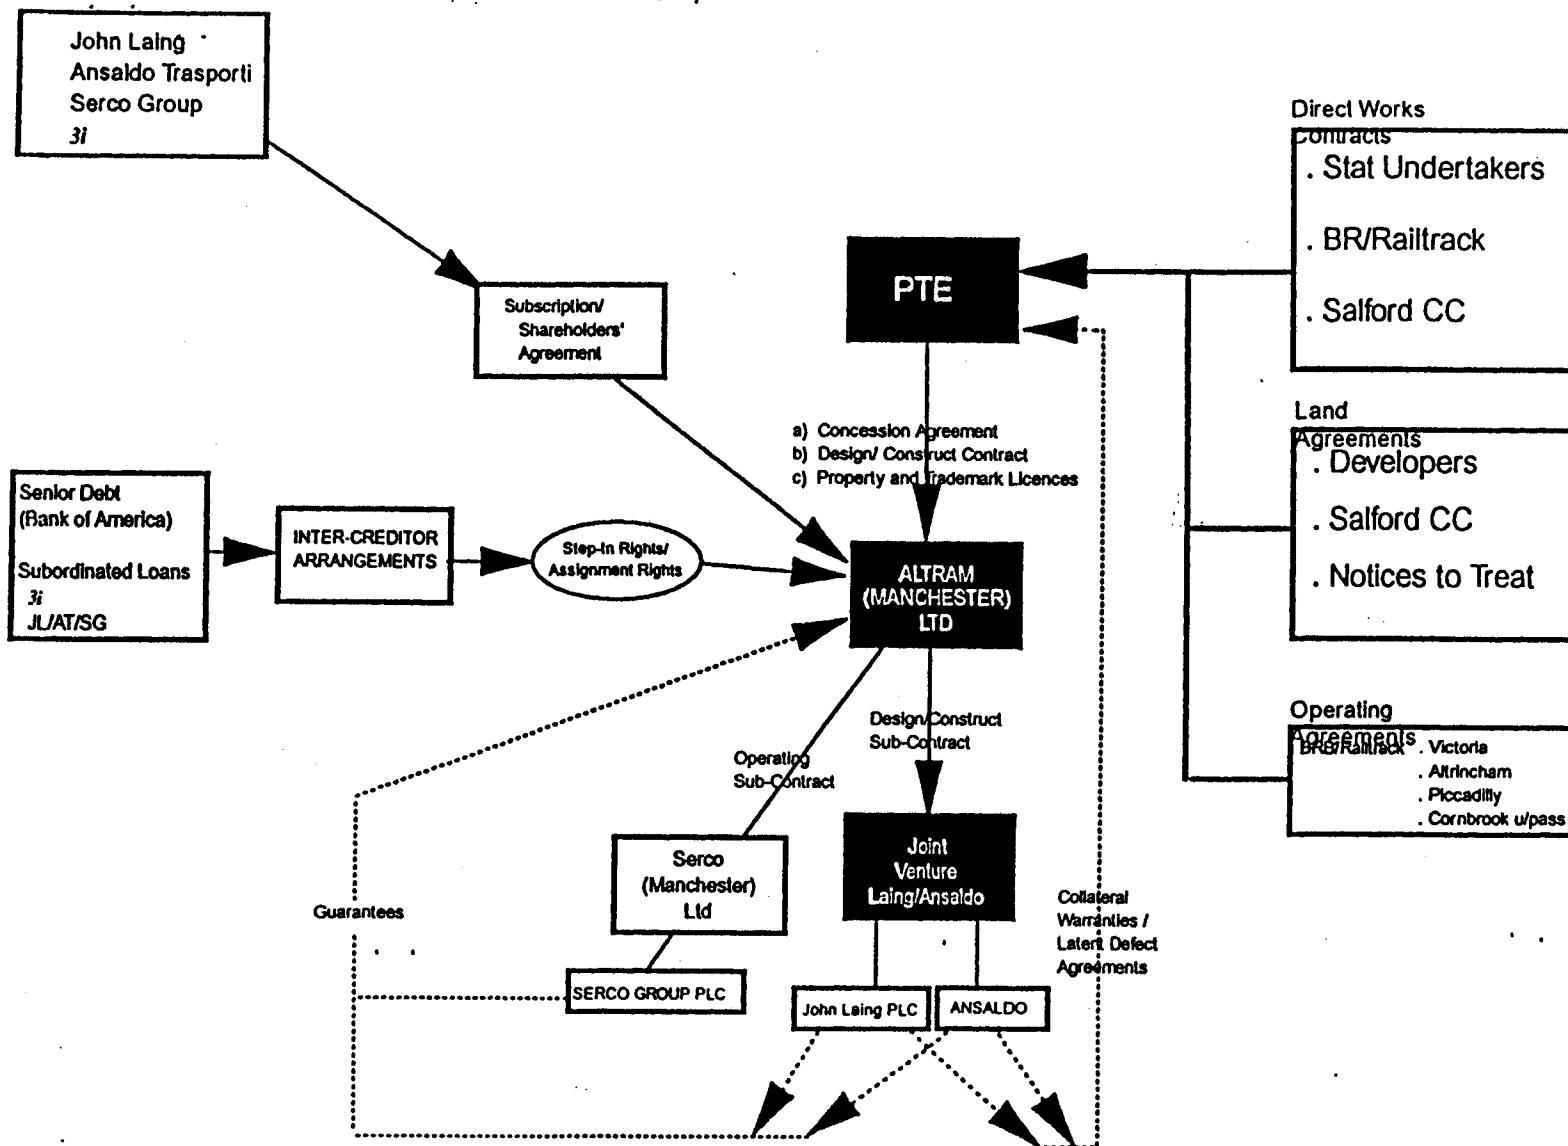 John Laing
Ansaldo Trasporti
Serco Group
3i
Direct Works
Contracts
. Stat Undertakers
. BR/Railtrack
. Salford CC
PTE
Subscription/
Shareholders'
Agreement
a) Concession Agreement
b) Design/ Construct Contract
c) Property and Trademark Licences
Land
Agreements
. Developers
. Salford CC
. Notices to Treat
Senior Debt
(Bank of America)
Subordinated Loans
3i
JL/AT/SG
INTER-CREDITOR
ARRANGEMENTS
Step-In Rights/
Assignment Rights
ALTRAM
(MANCHESTER)
LTD
Operating
Agreements
BRB/Railtrack . Victoria
. Altrincham
. Piccadilly
. Cornbrook u/pass
Design/Construct
Sub-Contract
Operating
Sub-Contract
Serco
(Manchester)
Ltd
Joint
Venture
Laing/Ansaldo
Guarantees
Collateral
Warranties /
Latent Defect
Agreements
SERCO GROUP PLC
John Laing PLC
ANSALDO